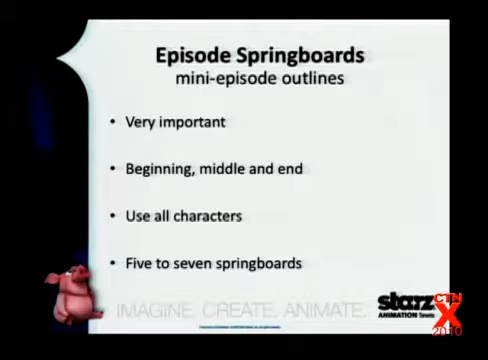 Episode Springboards
mini-episode outlines
• Very important
• Beginning, middle and end
• Use all characters
• Five to seven springboards
IMAGINE. CREATE. ANIMATE.
starz
ANIMATION Toronto
CTN
X
2010